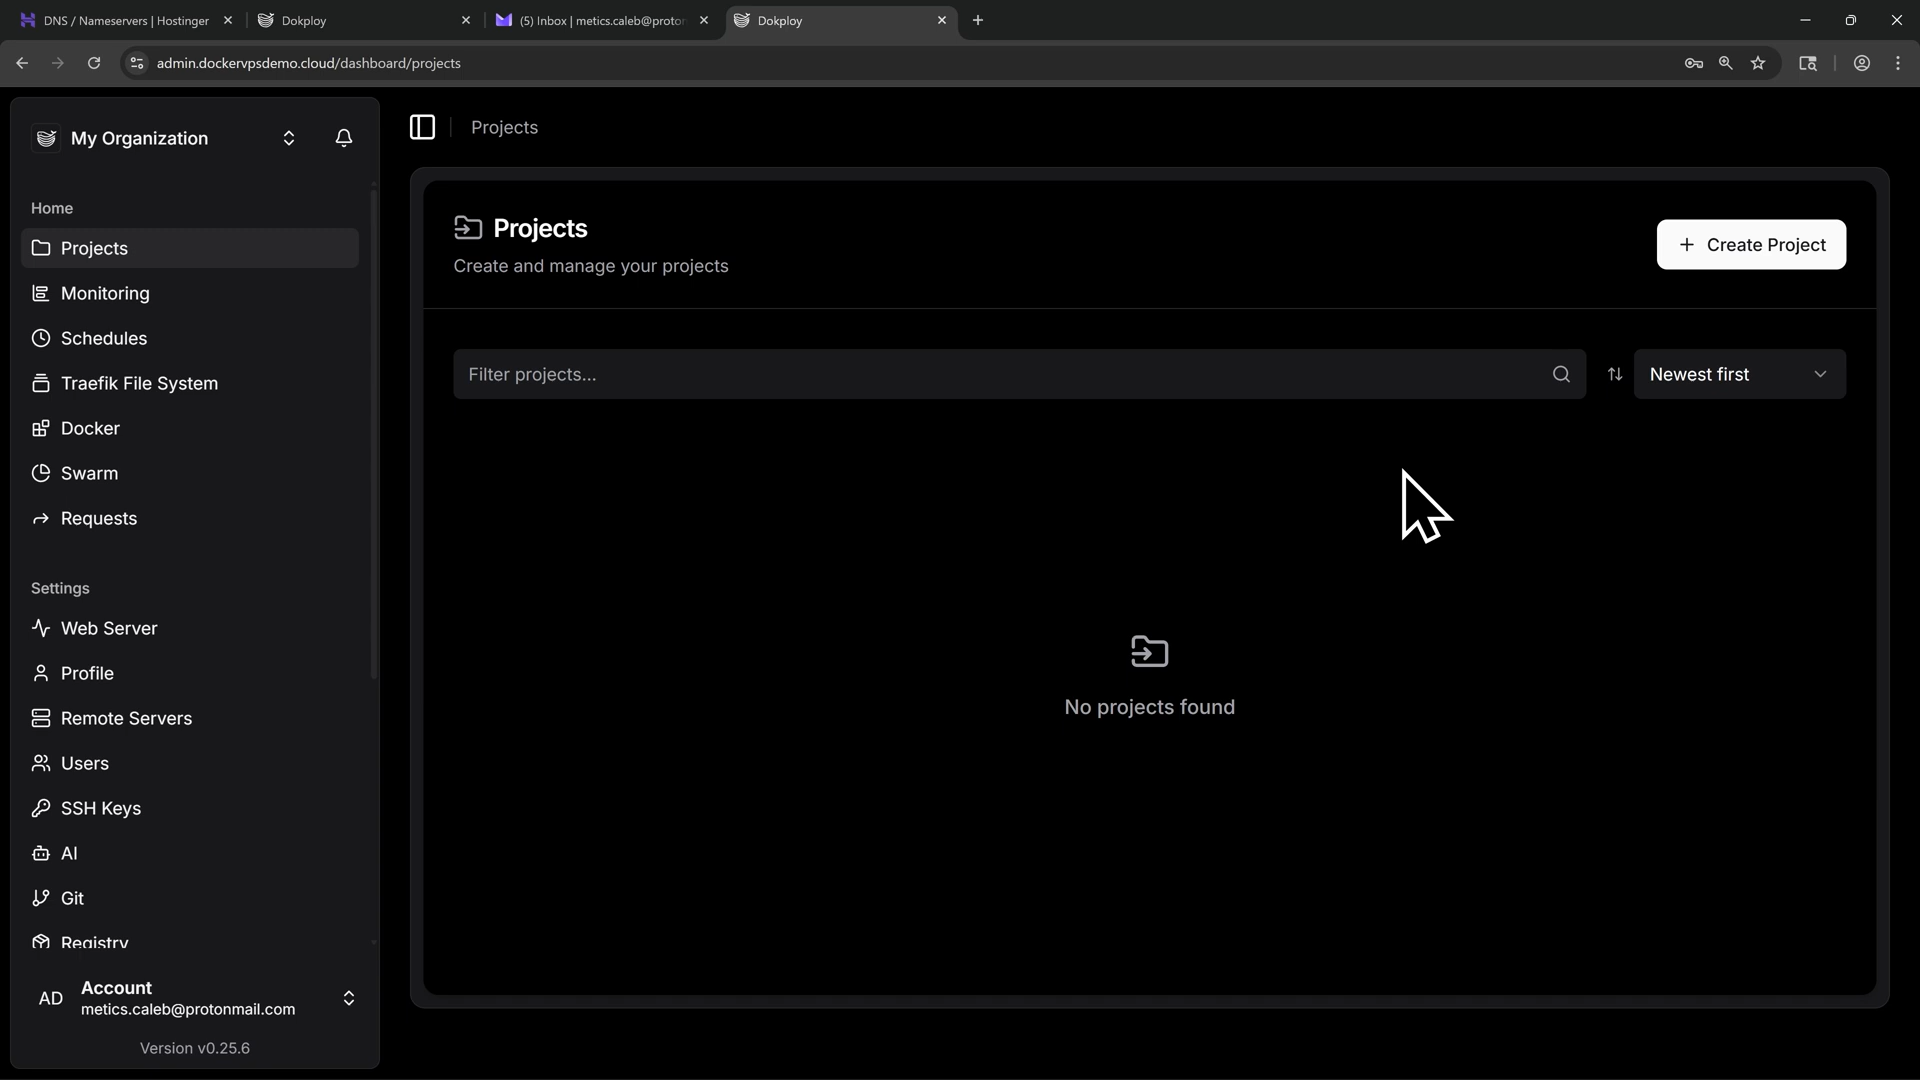 DNS / Nameservers | Hostinger
Dokploy
(5) Inbox | metics.caleb@proton
Dokploy
admin.dockervpsdemo.cloud/dashboard/projects
My Organization
Home
Projects
Monitoring
Schedules
Traefik File System
Docker
Swarm
Requests
Settings
Web Server
Profile
Remote Servers
Users
SSH Keys
AI
Git
Registry
AD
Account
metics.caleb@protonmail.com
Version v0.25.6
Projects
Projects
Create and manage your projects
+ Create Project
Filter projects...
Newest first
No projects found